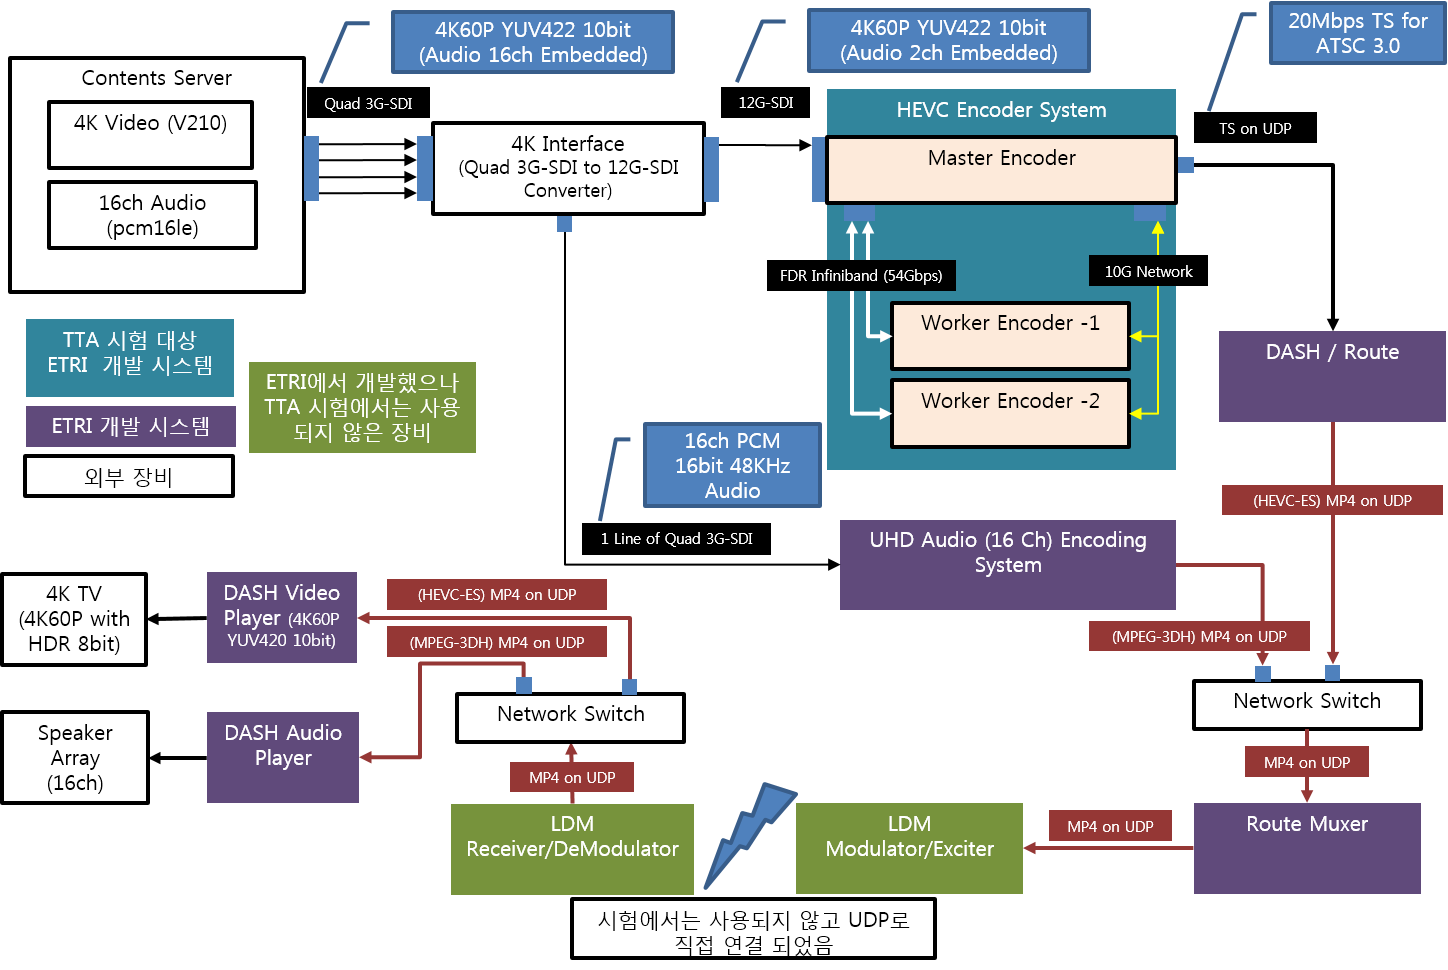 4K60P YUV422 10bit
(Audio 16ch Embedded)
4K60P YUV422 10bit
(Audio 2ch Embedded)
20Mbps TS for
ATSC 3.0
Contents Server
4K Video (V210)
16ch Audio
(pcm16le)
Quad 3G-SDI
4K Interface
(Quad 3G-SDI to 12G-SDI
Converter)
12G-SDI
HEVC Encoder System
Master Encoder
TS on UDP
FDR Infiniband (54Gbps)
10G Network
Worker Encoder -1
Worker Encoder -2
DASH / Route
TTA 시험 대상
ETRI 개발 시스템
ETRI 개발 시스템
외부 장비
ETRI에서 개발했으나
TTA 시험에서는 사용
되지 않은 장비
16ch PCM
16bit 48KHz
Audio
1 Line of Quad 3G-SDI
UHD Audio (16 Ch) Encoding
System
(HEVC-ES) MP4 on UDP
(MPEG-3DH) MP4 on UDP
Network Switch
MP4 on UDP
Route Muxer
MP4 on UDP
LDM
Modulator/Exciter
시험에서는 사용되지 않고 UDP로
직접 연결 되었음
LDM
Receiver/DeModulator
MP4 on UDP
Network Switch
(HEVC-ES) MP4 on UDP
(MPEG-3DH) MP4 on UDP
DASH Video
Player (4K60P
YUV420 10bit)
4K TV
(4K60P with
HDR 8bit)
DASH Audio
Player
Speaker
Array
(16ch)